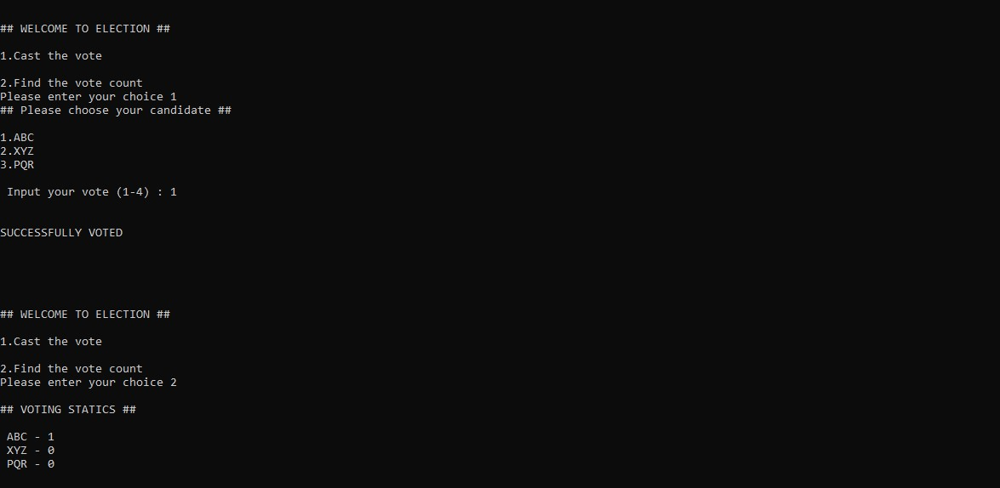 ## WELCOME TO ELECTION ##
1.Cast the vote
2.Find the vote count
Please enter your choice 1
## Please choose your candidate ##
1.ABC
2.XYZ
3.PQR
Input your vote (1-4) : 1
SUCCESSFULLY VOTED
## WELCOME TO ELECTION ##
1.Cast the vote
2.Find the vote count
Please enter your choice 2
## VOTING STATICS ##
ABC - 1
XYZ - 0
PQR - 0